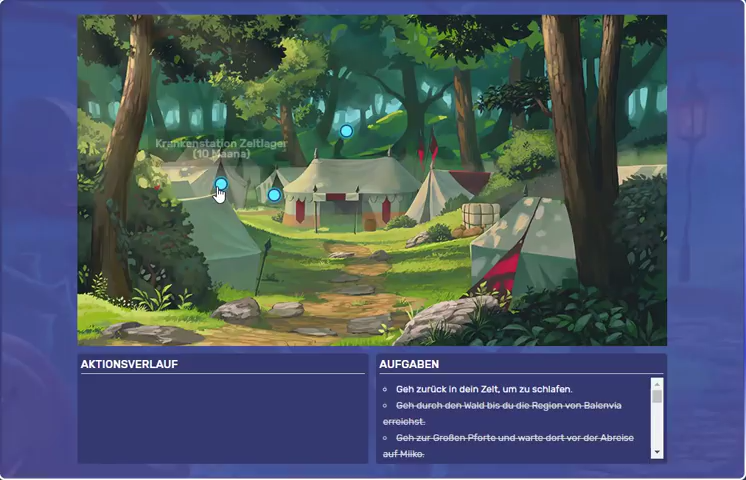 Krankenstation Zeltlager
(10 Maana)
AKTIONSVERLAUF
AUFGABEN
Geh zurück in dein Zelt, um zu schlafen.
Geh durch den Wald bis du die Region von Balenvia
erreichst.
Geh zur Großen Pforte und warte dort vor der Abreise
auf Miiko.